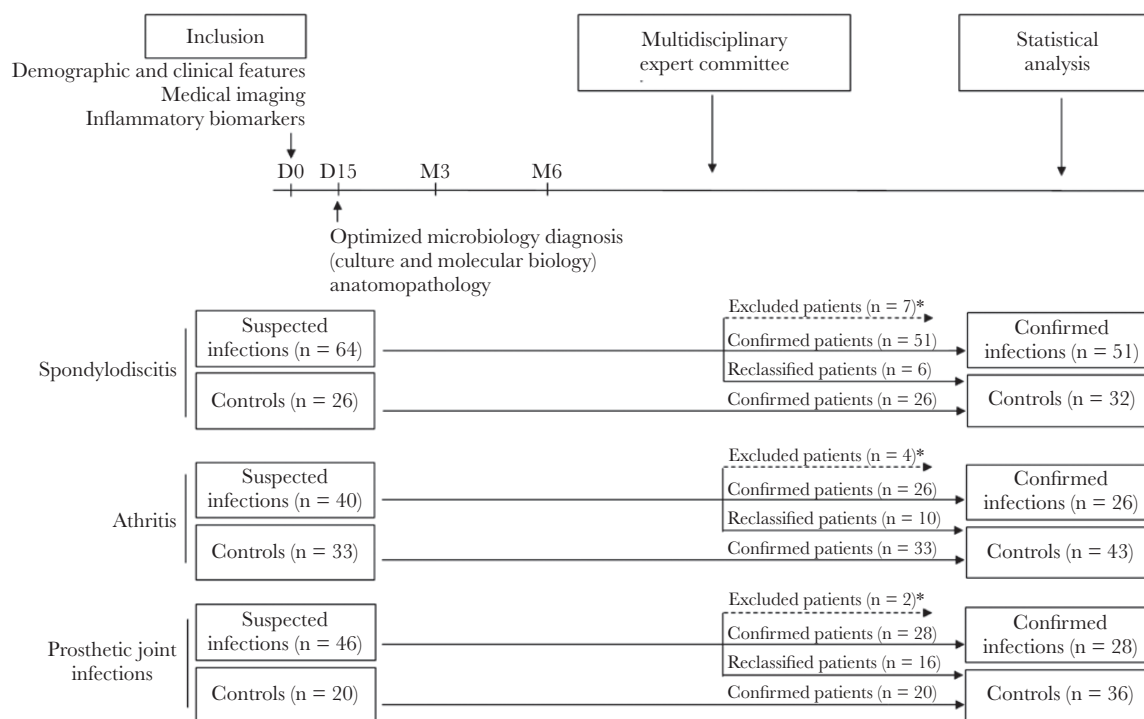 Inclusion
Demographic and clinical features
Medical imaging
Inflammatory biomarkers
Multidisciplinary
expert committee
Statistical
analysis
D0
D15
M3
M6
Optimized microbiology diagnosis
(culture and molecular biology)
anatomopathology
Spondylodiscitis
Suspected
infections (n = 64)
Controls (n = 26)
Excluded patients (n = 7)*
Confirmed patients (n = 51)
Reclassified patients (n = 6)
Confirmed patients (n = 26)
Confirmed
infections (n = 51)
Controls (n = 32)
Athritis
Suspected
infections (n = 40)
Controls (n = 33)
Excluded patients (n = 4)*
Confirmed patients (n = 26)
Reclassified patients (n = 10)
Confirmed patients (n = 33)
Confirmed
infections (n = 26)
Controls (n = 43)
Prosthetic joint
infections
Suspected
infections (n = 46)
Controls (n = 20)
Excluded patients (n = 2)*
Confirmed patients (n = 28)
Reclassified patients (n = 16)
Confirmed patients (n = 20)
Confirmed
infections (n = 28)
Controls (n = 36)